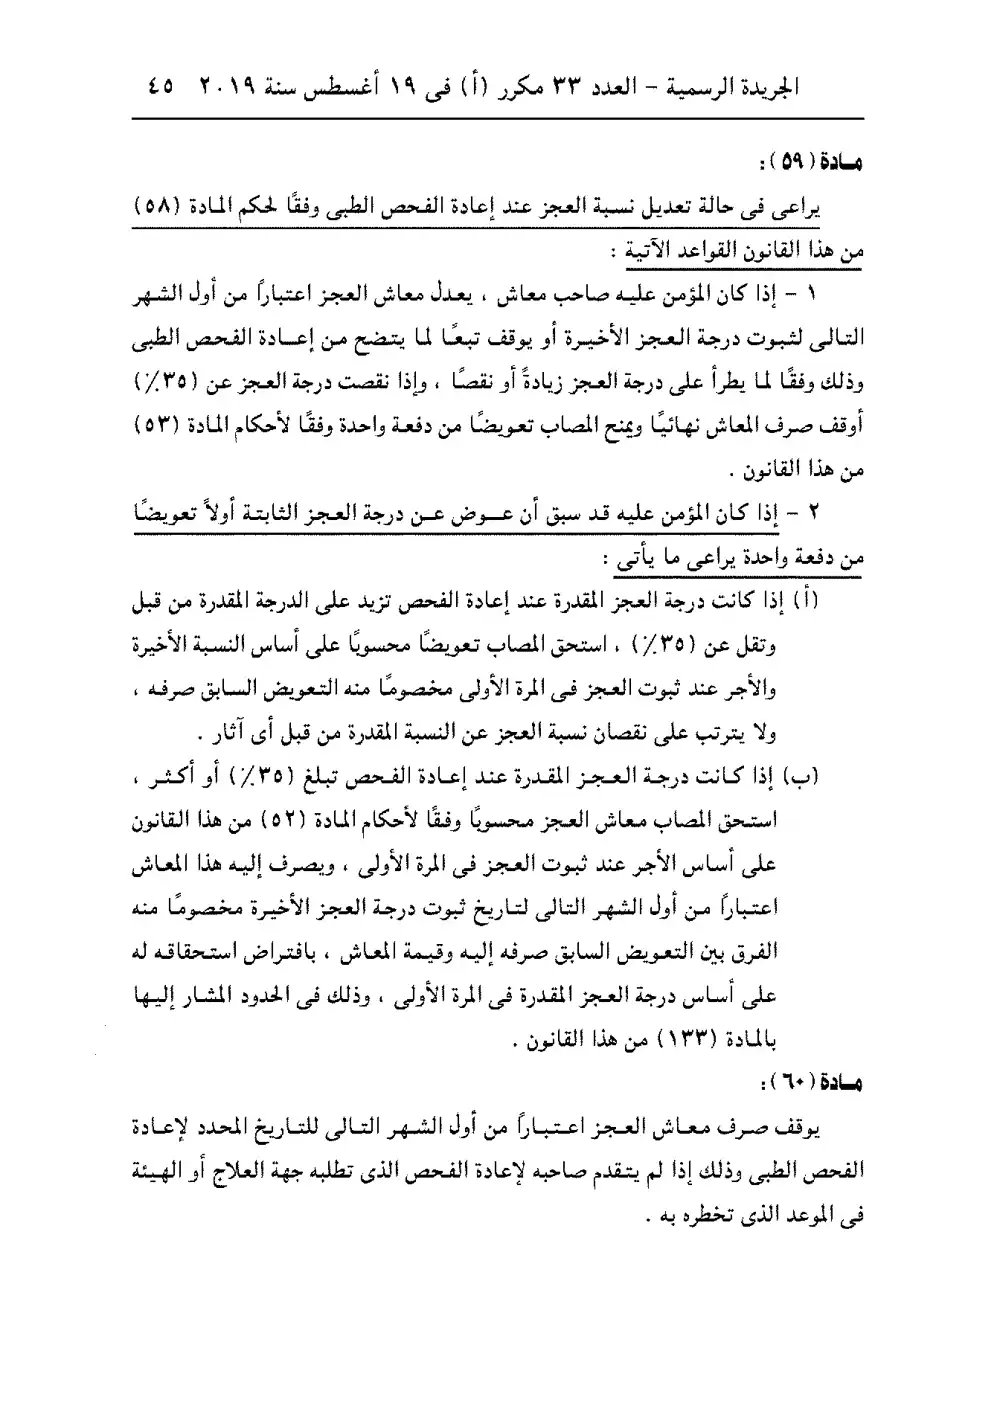 الجريدة الرسمية - العدد ٣٣ مكرر (أ) فى ١٩ أغسطس سنة ٢٠١٩ ٤٥
مادة (٥٩):
يراعى فى حالة تعديل نسبة العجز عند إعادة الفحص الطبى وفقًا لحكم المادة (٥٨)
من هذا القانون القواعد الآتية :
١ - إذا كان المؤمن عليه صاحب معاش ، يعدل معاش العجز اعتبارًا من أول الشهر
التالى لثبوت درجة العجز الأخيرة أو يوقف تبعًا لما يتضح من إعادة الفحص الطبى
وذلك وفقًا لما يطرأ على درجة العجز زيادةً أو نقصًا ، وإذا نقصت درجة العجز عن (٣٥٪)
أوقف صرف المعاش نهائيًا ويمنح المصاب تعويضًا من دفعة واحدة وفقًا لأحكام المادة (٥٣)
من هذا القانون .
٢ - إذا كان المؤمن عليه قد سبق أن عوض عن درجة العجز الثابتة أولاً تعويضًا
من دفعة واحدة يراعى ما يأتى :
(أ) إذا كانت درجة العجز المقدرة عند إعادة الفحص تزيد على الدرجة المقدرة من قبل
وتقل عن (٣٥٪) ، استحق المصاب تعويضًا محسوبًا على أساس النسبة الأخيرة
والأجر عند ثبوت العجز فى المرة الأولى مخصومًا منه التعويض السابق صرفه ،
ولا يترتب على نقصان نسبة العجز عن النسبة المقدرة من قبل أى آثار .
(ب) إذا كانت درجة العجز المقدرة عند إعادة الفحص تبلغ (٣٥٪) أو أكثر ،
استحق المصاب معاش العجز محسوبًا وفقًا لأحكام المادة (٥٢) من هذا القانون
على أساس الأجر عند ثبوت العجز فى المرة الأولى ، ويصرف إليه هذا المعاش
اعتبارًا من أول الشهر التالى لتاريخ ثبوت درجة العجز الأخيرة مخصومًا منه
الفرق بين التعويض السابق صرفه إليه وقيمة المعاش ، بافتراض استحقاقه له
على أساس درجة العجز المقدرة فى المرة الأولى ، وذلك فى الحدود المشار إليها
بالمادة (١٣٣) من هذا القانون .
مادة (٦٠):
يوقف صرف معاش العجز اعتبارًا من أول الشهر التالى للتاريخ المحدد لإعادة
الفحص الطبى وذلك إذا لم يتقدم صاحبه لإعادة الفحص الذى تطلبه جهة العلاج أو الهيئة
فى الموعد الذى تخطره به .